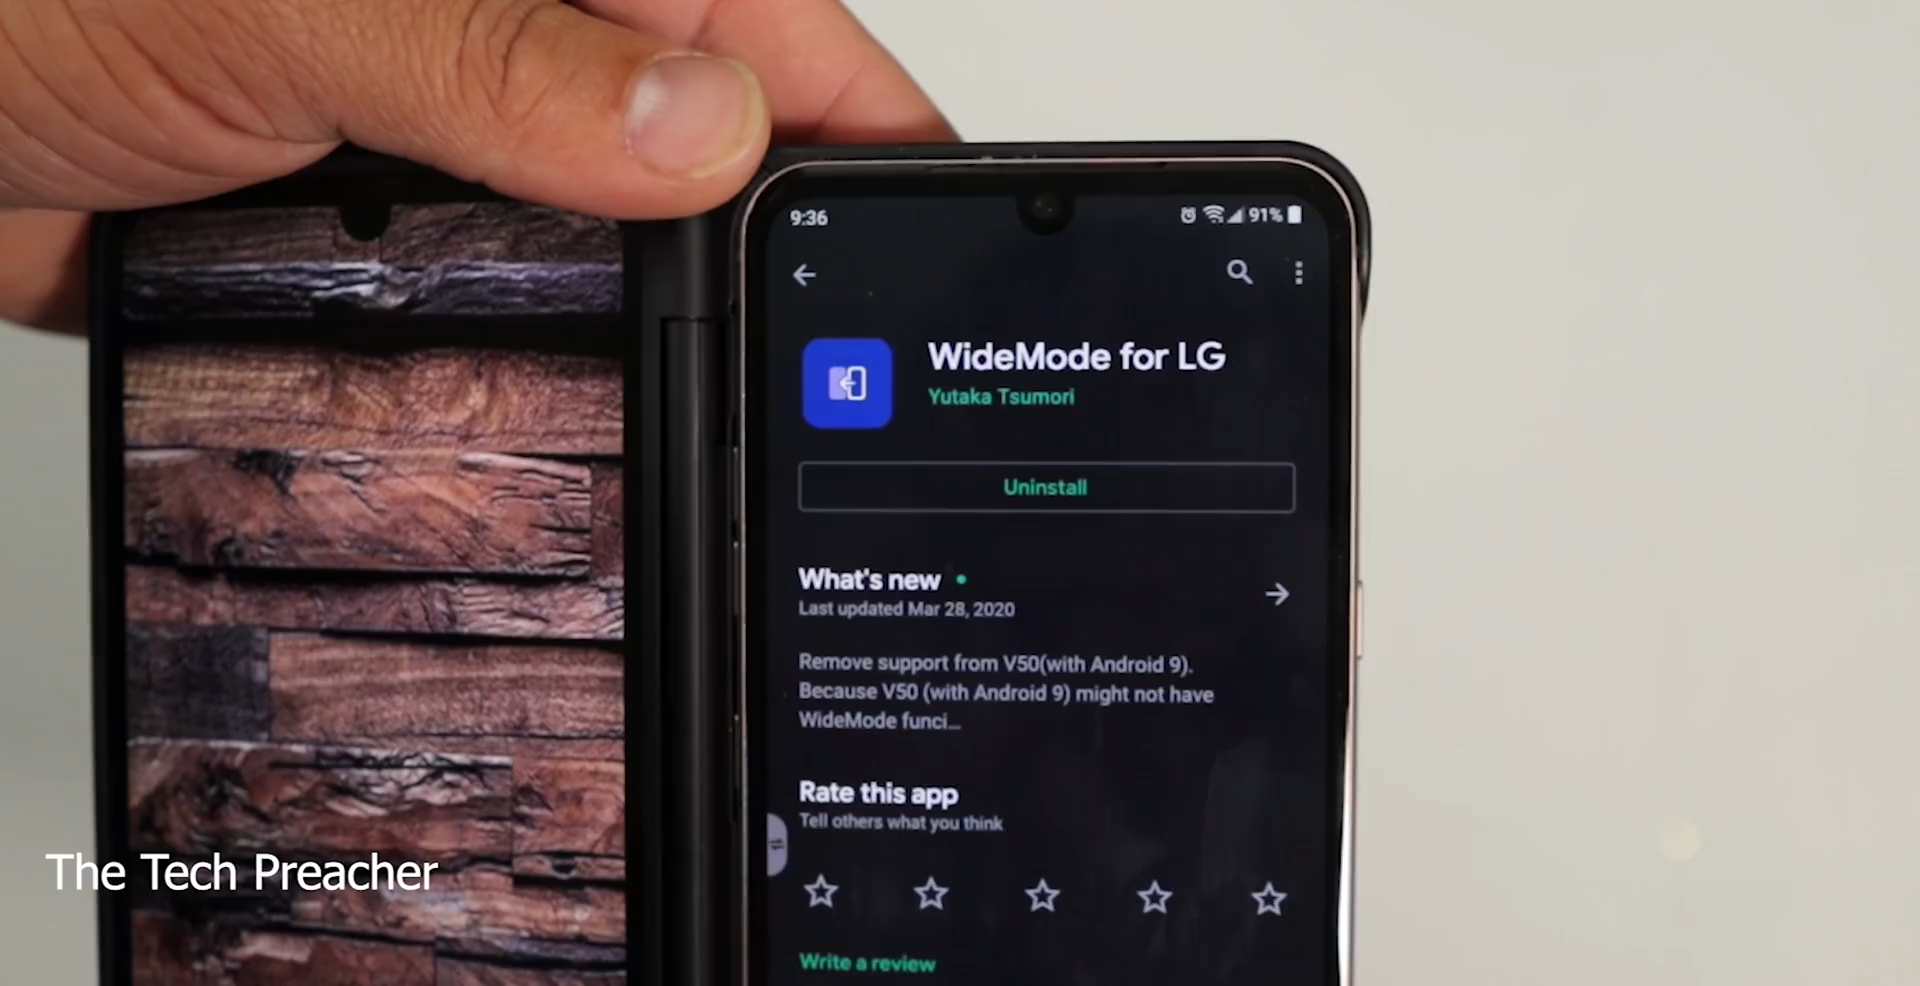 9:36
91%
WideMode for LG
Yutaka Tsumori
Uninstall
What's new
Last updated Mar 28, 2020
Remove support from V50(with Android 9).
Because V50 (with Android 9) might not have
WideMode funci...
Rate this app
Tell others what you think
The Tech Preacher
Write a review